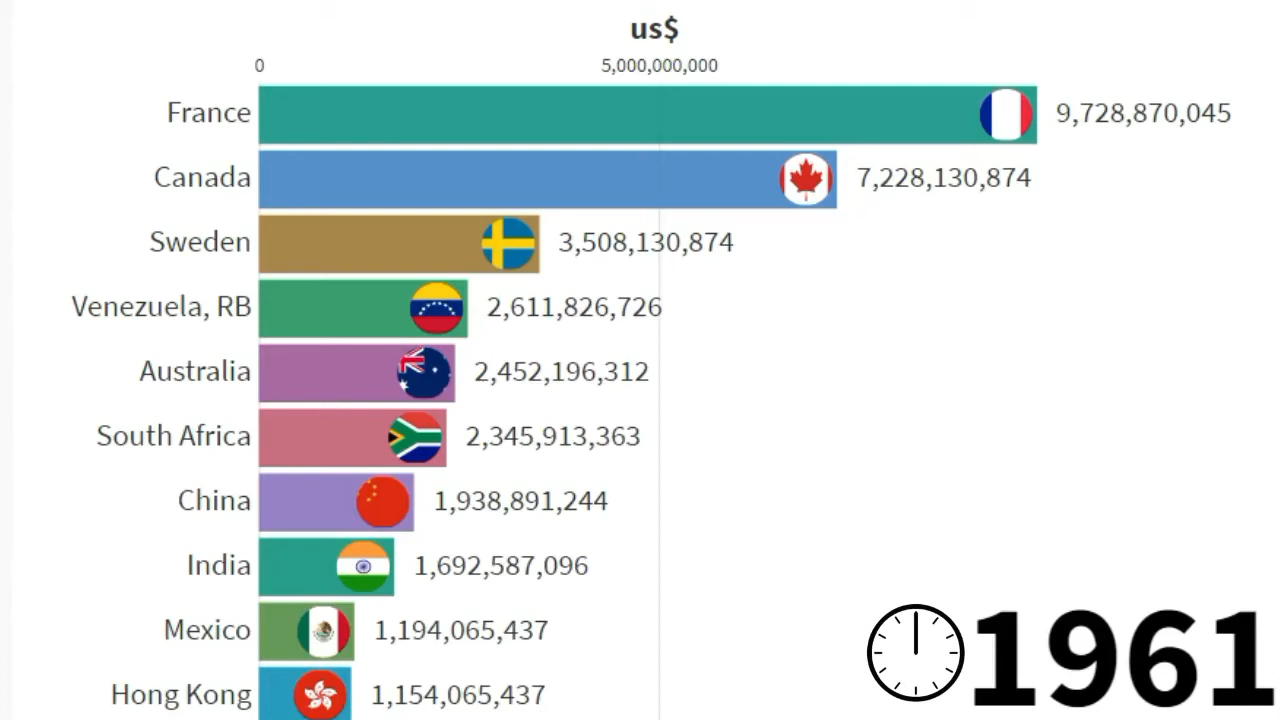 us$
0 5,000,000,000
France 9,728,870,045
Canada 7,228,130,874
Sweden 3,508,130,874
Venezuela, RB 2,611,826,726
Australia 2,452,196,312
South Africa 2,345,913,363
China 1,938,891,244
India 1,692,587,096
Mexico 1,194,065,437
Hong Kong 1,154,065,437
1961